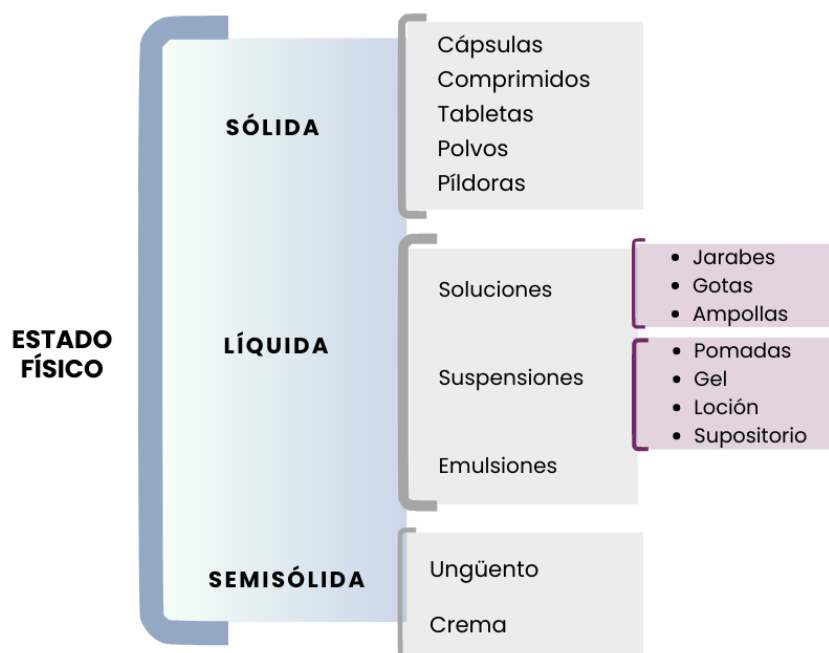 ESTADO
FÍSICO
SÓLIDA
Cápsulas
Comprimidos
Tabletas
Polvos
Píldoras
LÍQUIDA
Soluciones
• Jarabes
• Gotas
• Ampollas
Suspensiones
• Pomadas
• Gel
• Loción
• Supositorio
Emulsiones
SEMISÓLIDA
Ungüento
Crema